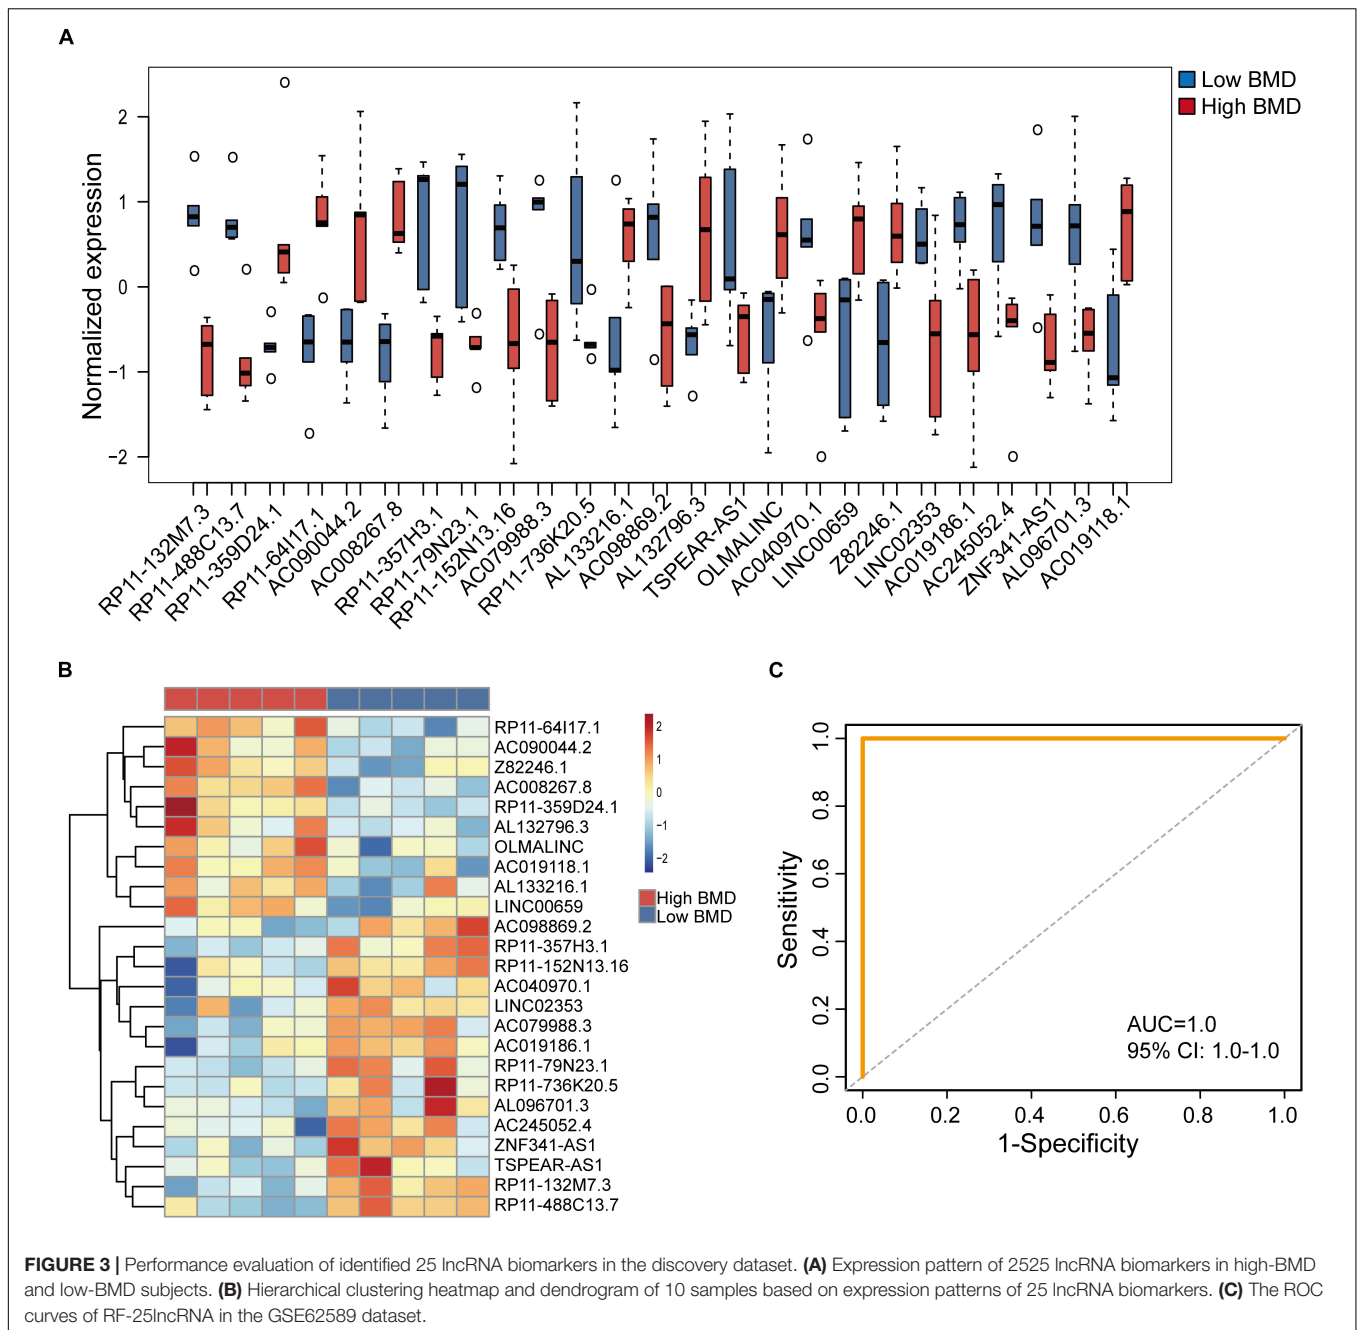 A
Low BMD
High BMD
Normalized expression
2
1
0
−1
−2
RP11-132M7.3
RP11-488C13.7
RP11-359D24.1
RP11-64I17.1
AC090044.2
AC008267.8
RP11-357H3.1
RP11-79N23.1
RP11-152N13.16
AC079988.3
RP11-736K20.5
AL133216.1
AC098869.2
AL132796.3
TSPEAR-AS1
OLMALINC
AC040970.1
LINC00659
Z82246.1
LINC02353
AC019186.1
AC245052.4
ZNF341-AS1
AL096701.3
AC019118.1
B
RP11-64I17.1
AC090044.2
Z82246.1
AC008267.8
RP11-359D24.1
AL132796.3
OLMALINC
AC019118.1
AL133216.1
LINC00659
AC098869.2
RP11-357H3.1
RP11-152N13.16
AC040970.1
LINC02353
AC079988.3
AC019186.1
RP11-79N23.1
RP11-736K20.5
AL096701.3
AC245052.4
ZNF341-AS1
TSPEAR-AS1
RP11-132M7.3
RP11-488C13.7
2
1
0
−1
−2
High BMD
Low BMD
C
Sensitivity
1.0
0.8
0.6
0.4
0.2
0.0
AUC=1.0
95% CI: 1.0-1.0
0.0 0.2 0.4 0.6 0.8 1.0
1-Specificity
FIGURE 3 | Performance evaluation of identified 25 lncRNA biomarkers in the discovery dataset. (A) Expression pattern of 2525 lncRNA biomarkers in high-BMD
and low-BMD subjects. (B) Hierarchical clustering heatmap and dendrogram of 10 samples based on expression patterns of 25 lncRNA biomarkers. (C) The ROC
curves of RF-25lncRNA in the GSE62589 dataset.